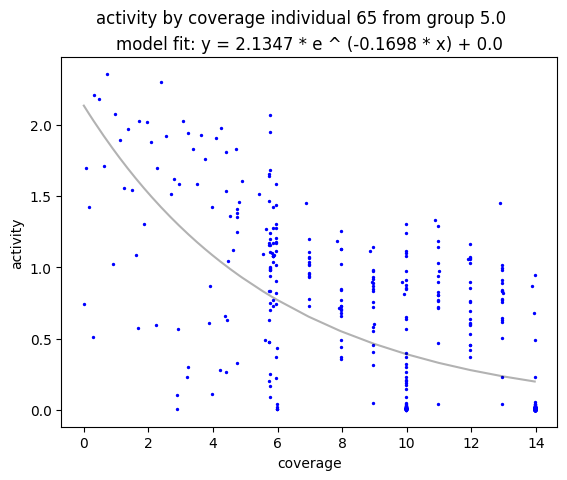 activity by coverage individual 65 from group 5.0
model fit: y = 2.1347 * e ^ (-0.1698 * x) + 0.0
2.0
1.5
1.0
0.5
0.0
activity
0 2 4 6 8 10 12 14
coverage